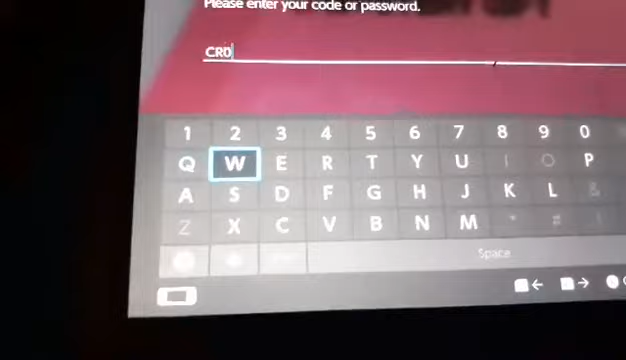 Please enter your code or password.
CR0
1 2 3 4 5 6 7 8 9 0
Q W E R T Y U I O P
A S D F G H J K L &
Z X C V B N M * #
Space